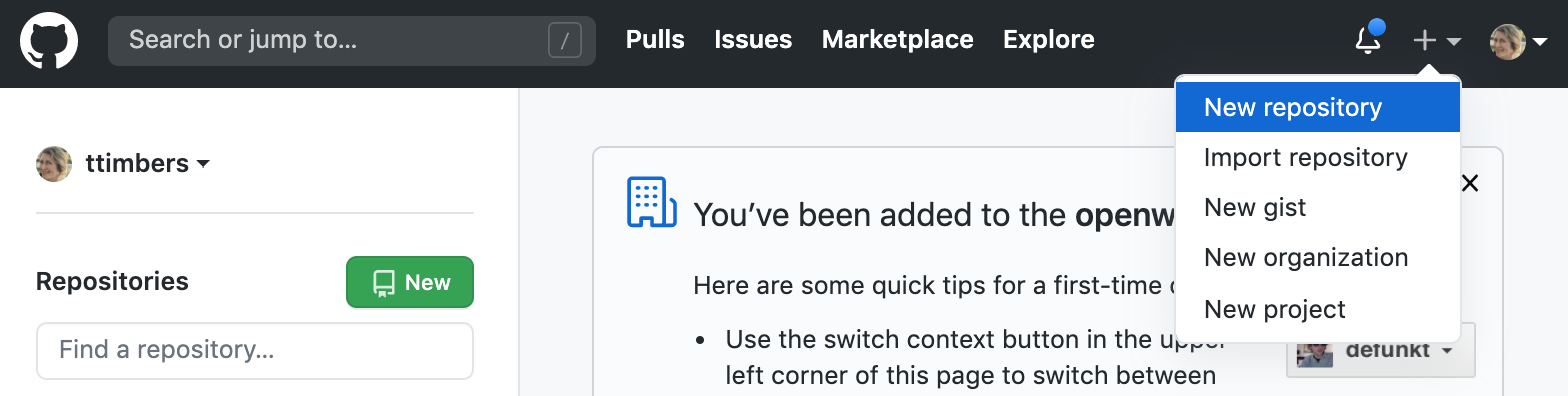 Search or jump to...
/
Pulls Issues Marketplace Explore
New repository
Import repository
New gist
New organization
New project
ttimbers
Repositories
New
Find a repository...
You've been added to the openw
Here are some quick tips for a first-time
• Use the switch context button in the upper
left corner of this page to switch between
defunkt